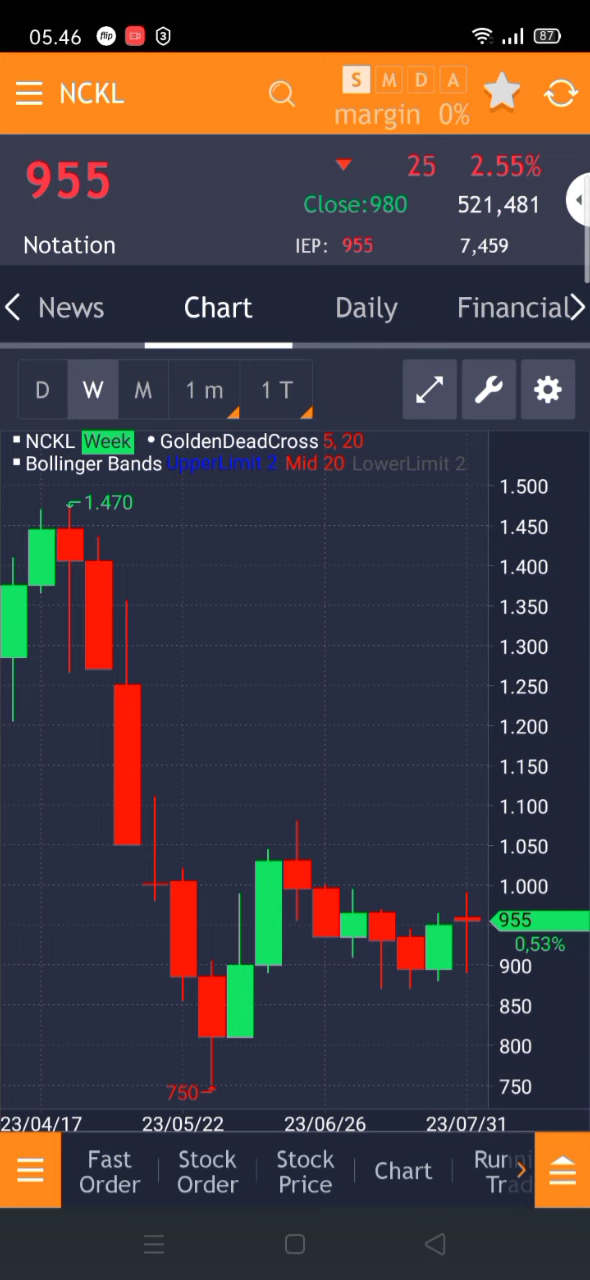 05.46 flip 3 87
NCKL S M D A
margin 0%
955 25 2.55%
Close:980 521,481
Notation IEP: 955 7,459
News Chart Daily Financial
D W M 1 m 1 T
NCKL Week GoldenDeadCross 5, 20
Bollinger Bands UpperLimit 2 Mid 20 LowerLimit 2
1.500
1.470
1.450
1.400
1.350
1.300
1.250
1.200
1.150
1.100
1.050
1.000
955
0,53%
900
850
800
750
750
23/04/17 23/05/22 23/06/26 23/07/31
Fast Order Stock Order Stock Price Chart